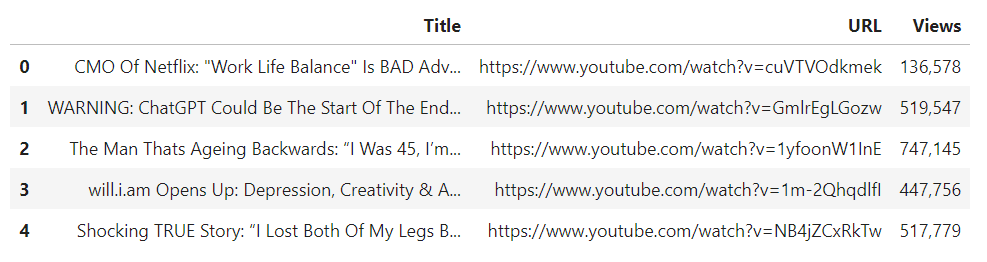 Title URL Views
0 CMO Of Netflix: "Work Life Balance" Is BAD Adv... https://www.youtube.com/watch?v=cuVTVOdkmek 136,578
1 WARNING: ChatGPT Could Be The Start Of The End... https://www.youtube.com/watch?v=GmlrEgLGozw 519,547
2 The Man Thats Ageing Backwards: “I Was 45, I’m... https://www.youtube.com/watch?v=1yfoonW1InE 747,145
3 will.i.am Opens Up: Depression, Creativity & A... https://www.youtube.com/watch?v=1m-2QhqdlfI 447,756
4 Shocking TRUE Story: “I Lost Both Of My Legs B... https://www.youtube.com/watch?v=NB4jZCxRkTw 517,779